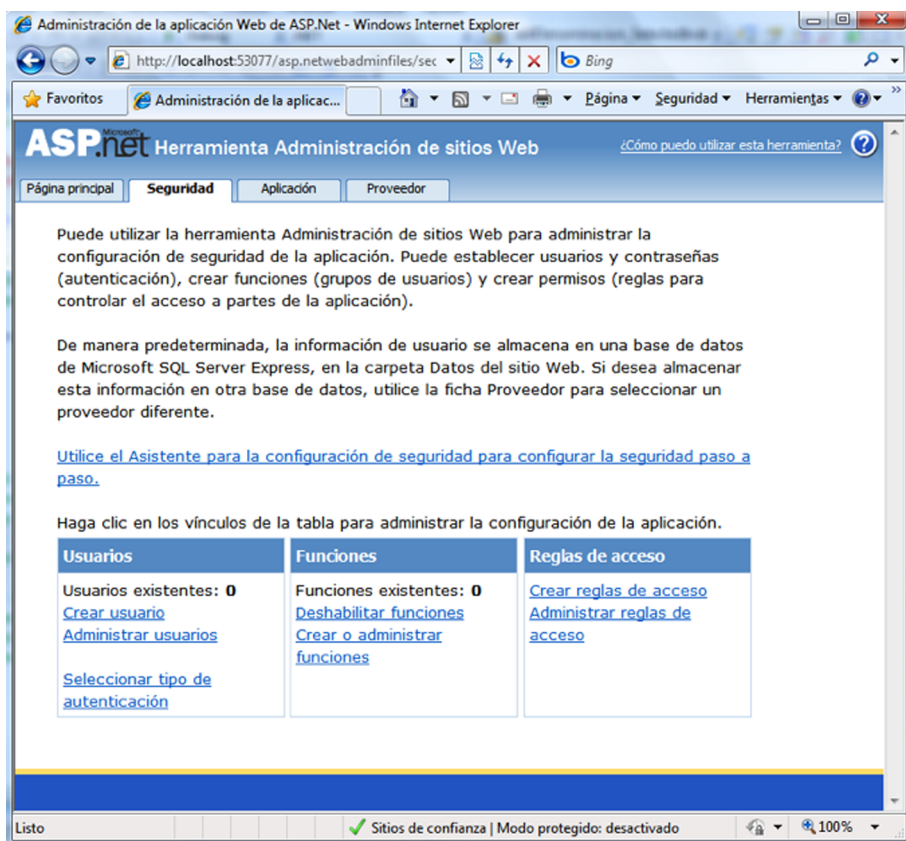 Administración de la aplicación Web de ASP.Net - Windows Internet Explorer
http://localhost:53077/asp.netwebadminfiles/sec
Bing
Favoritos
Administración de la aplicac...
Página
Seguridad
Herramientas
ASP.net Microsoft
Herramienta Administración de sitios Web
¿Cómo puedo utilizar esta herramienta?
Página principal
Seguridad
Aplicación
Proveedor
Puede utilizar la herramienta Administración de sitios Web para administrar la
configuración de seguridad de la aplicación. Puede establecer usuarios y contraseñas
(autenticación), crear funciones (grupos de usuarios) y crear permisos (reglas para
controlar el acceso a partes de la aplicación).
De manera predeterminada, la información de usuario se almacena en una base de datos
de Microsoft SQL Server Express, en la carpeta Datos del sitio Web. Si desea almacenar
esta información en otra base de datos, utilice la ficha Proveedor para seleccionar un
proveedor diferente.
Utilice el Asistente para la configuración de seguridad para configurar la seguridad paso a
paso.
Haga clic en los vínculos de la tabla para administrar la configuración de la aplicación.
Usuarios
Usuarios existentes: 0
Crear usuario
Administrar usuarios
Seleccionar tipo de
autenticación
Funciones
Funciones existentes: 0
Deshabilitar funciones
Crear o administrar
funciones
Reglas de acceso
Crear reglas de acceso
Administrar reglas de
acceso
Listo
Sitios de confianza | Modo protegido: desactivado
100%